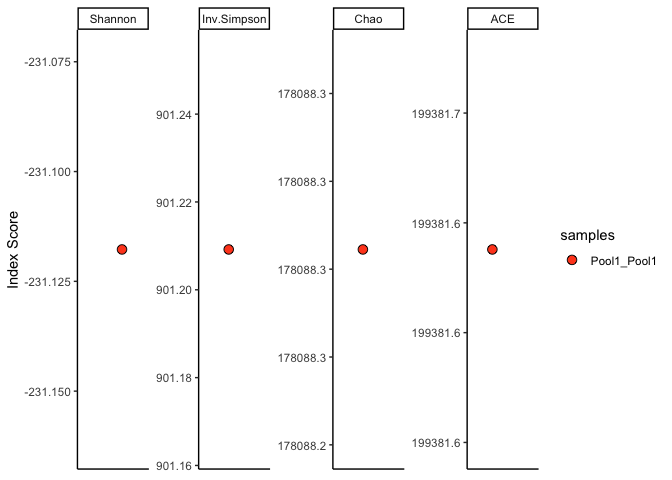 Shannon
Inv.Simpson
Chao
ACE
Index Score
-231.075
-231.100
-231.125
-231.150
901.24
901.22
901.20
901.18
901.16
178088.3
178088.3
178088.3
178088.3
178088.2
199381.7
199381.6
199381.6
199381.6
samples
Pool1_Pool1